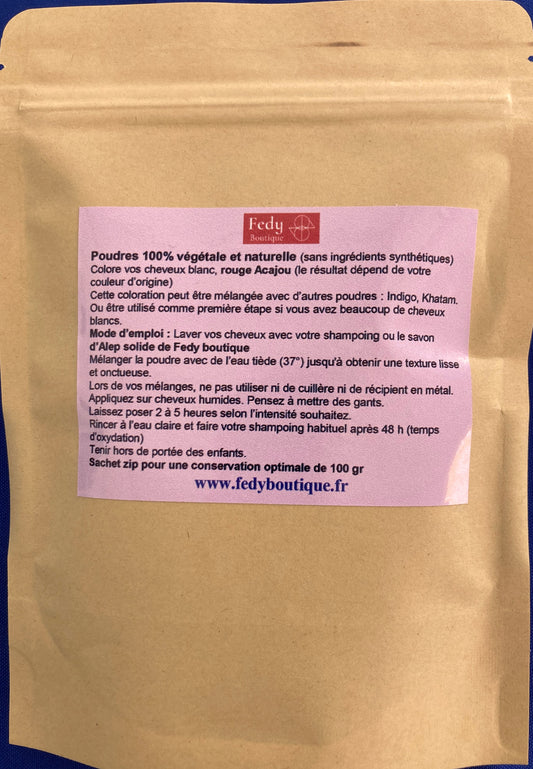 Fedy
Boutique
Poudres 100% végétale et naturelle (sans ingrédients synthétiques)
Colore vos cheveux blanc, rouge Acajou (le résultat dépend de votre
couleur d'origine)
Cette coloration peut être mélangée avec d'autres poudres : Indigo, Khatam.
Ou être utilisé comme première étape si vous avez beaucoup de cheveux
blancs.
Mode d'emploi : Laver vos cheveux avec votre shampoing ou le savon
d'Alep solide de Fedy boutique
Mélanger la poudre avec de l'eau tiède (37°) jusqu'à obtenir une texture lisse
et onctueuse.
Lors de vos mélanges, ne pas utiliser ni de cuillère ni de récipient en métal.
Appliquez sur cheveux humides. Pensez à mettre des gants.
Laissez poser 2 à 5 heures selon l'intensité souhaitez.
Rincer à l'eau claire et faire votre shampoing habituel après 48 h (temps
d'oxydation)
Tenir hors de portée des enfants.
Sachet zip pour une conservation optimale de 100 gr
www.fedyboutique.fr